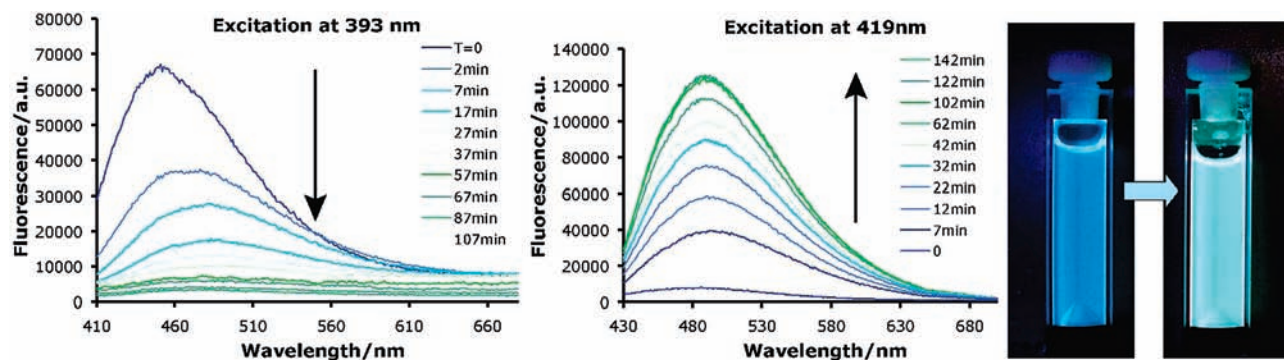 Excitation at 393 nm
80000
70000
60000
50000
40000
30000
20000
10000
0
Fluorescence/a.u.
410
460
510
560
610
660
Wavelength/nm
T=0
2min
7min
17min
27min
37min
57min
67min
87min
107min
Excitation at 419nm
140000
120000
100000
80000
60000
40000
20000
0
Fluorescence/a.u.
430
480
530
580
630
680
Wavelength/nm
142min
122min
102min
62min
42min
32min
22min
12min
7min
0